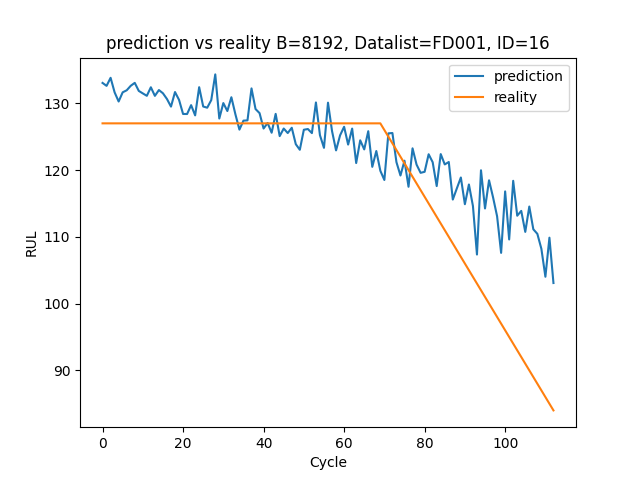 prediction vs reality B=8192, Datalist=FD001, ID=16
prediction
reality
RUL
130
120
110
100
90
0 20 40 60 80 100
Cycle